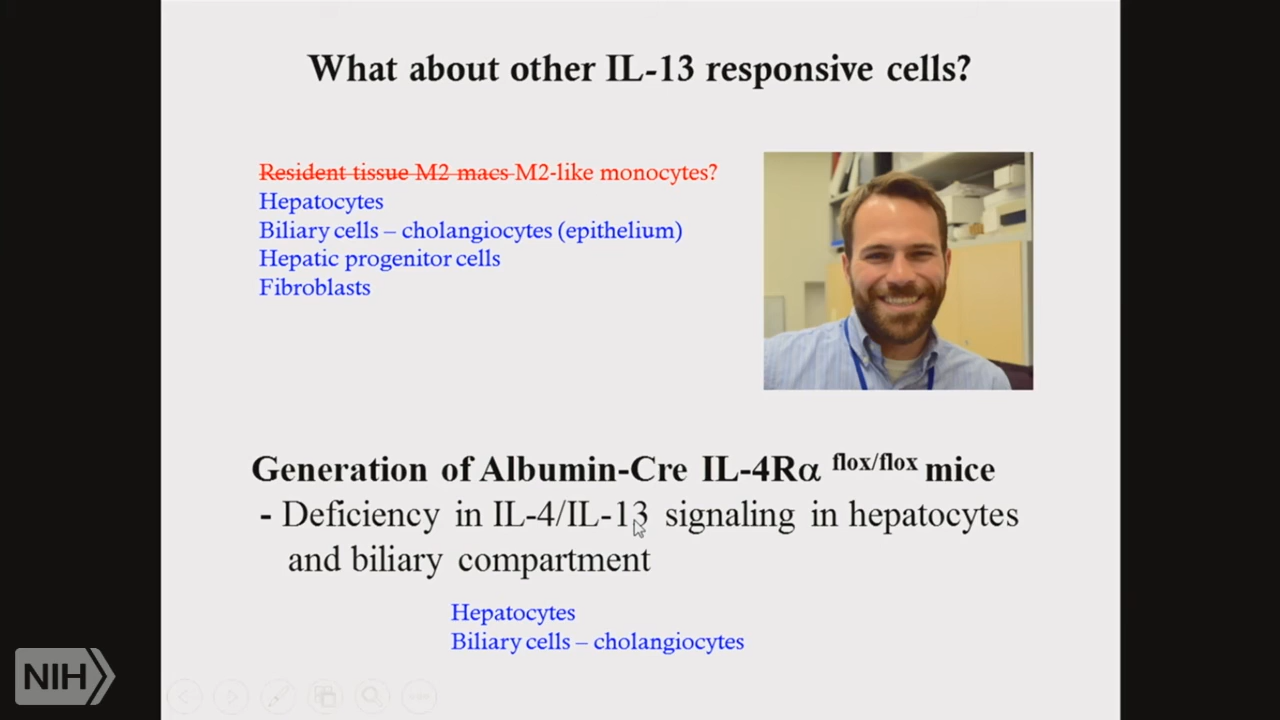 What about other IL-13 responsive cells?
Resident tissue M2 macs M2-like monocytes?
Hepatocytes
Biliary cells – cholangiocytes (epithelium)
Hepatic progenitor cells
Fibroblasts
Generation of Albumin-Cre IL-4Rα flox/flox mice
- Deficiency in IL-4/IL-13 signaling in hepatocytes
and biliary compartment
Hepatocytes
Biliary cells – cholangiocytes
NIH